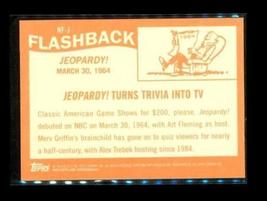 NF-J
FLASHBACK
JEOPARDY!
MARCH 30, 1964
1964
JEOPARDY! TURNS TRIVIA INTO TV
Classic American Game Shows for $200, please. Jeopardy!
debuted on NBC on March 30, 1964, with Art Fleming as host.
Merv Griffin's brainchild has gone on to quiz viewers for nearly
a half-century, with Alex Trebek hosting since 1984.
Topps